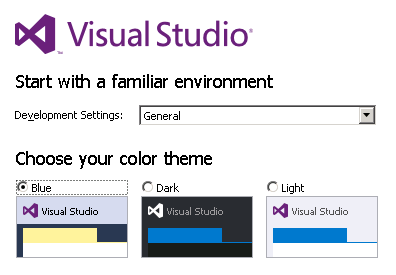 Visual Studio®
Start with a familiar environment
Development Settings: General
Choose your color theme
Blue Dark Light
Visual Studio Visual Studio Visual Studio